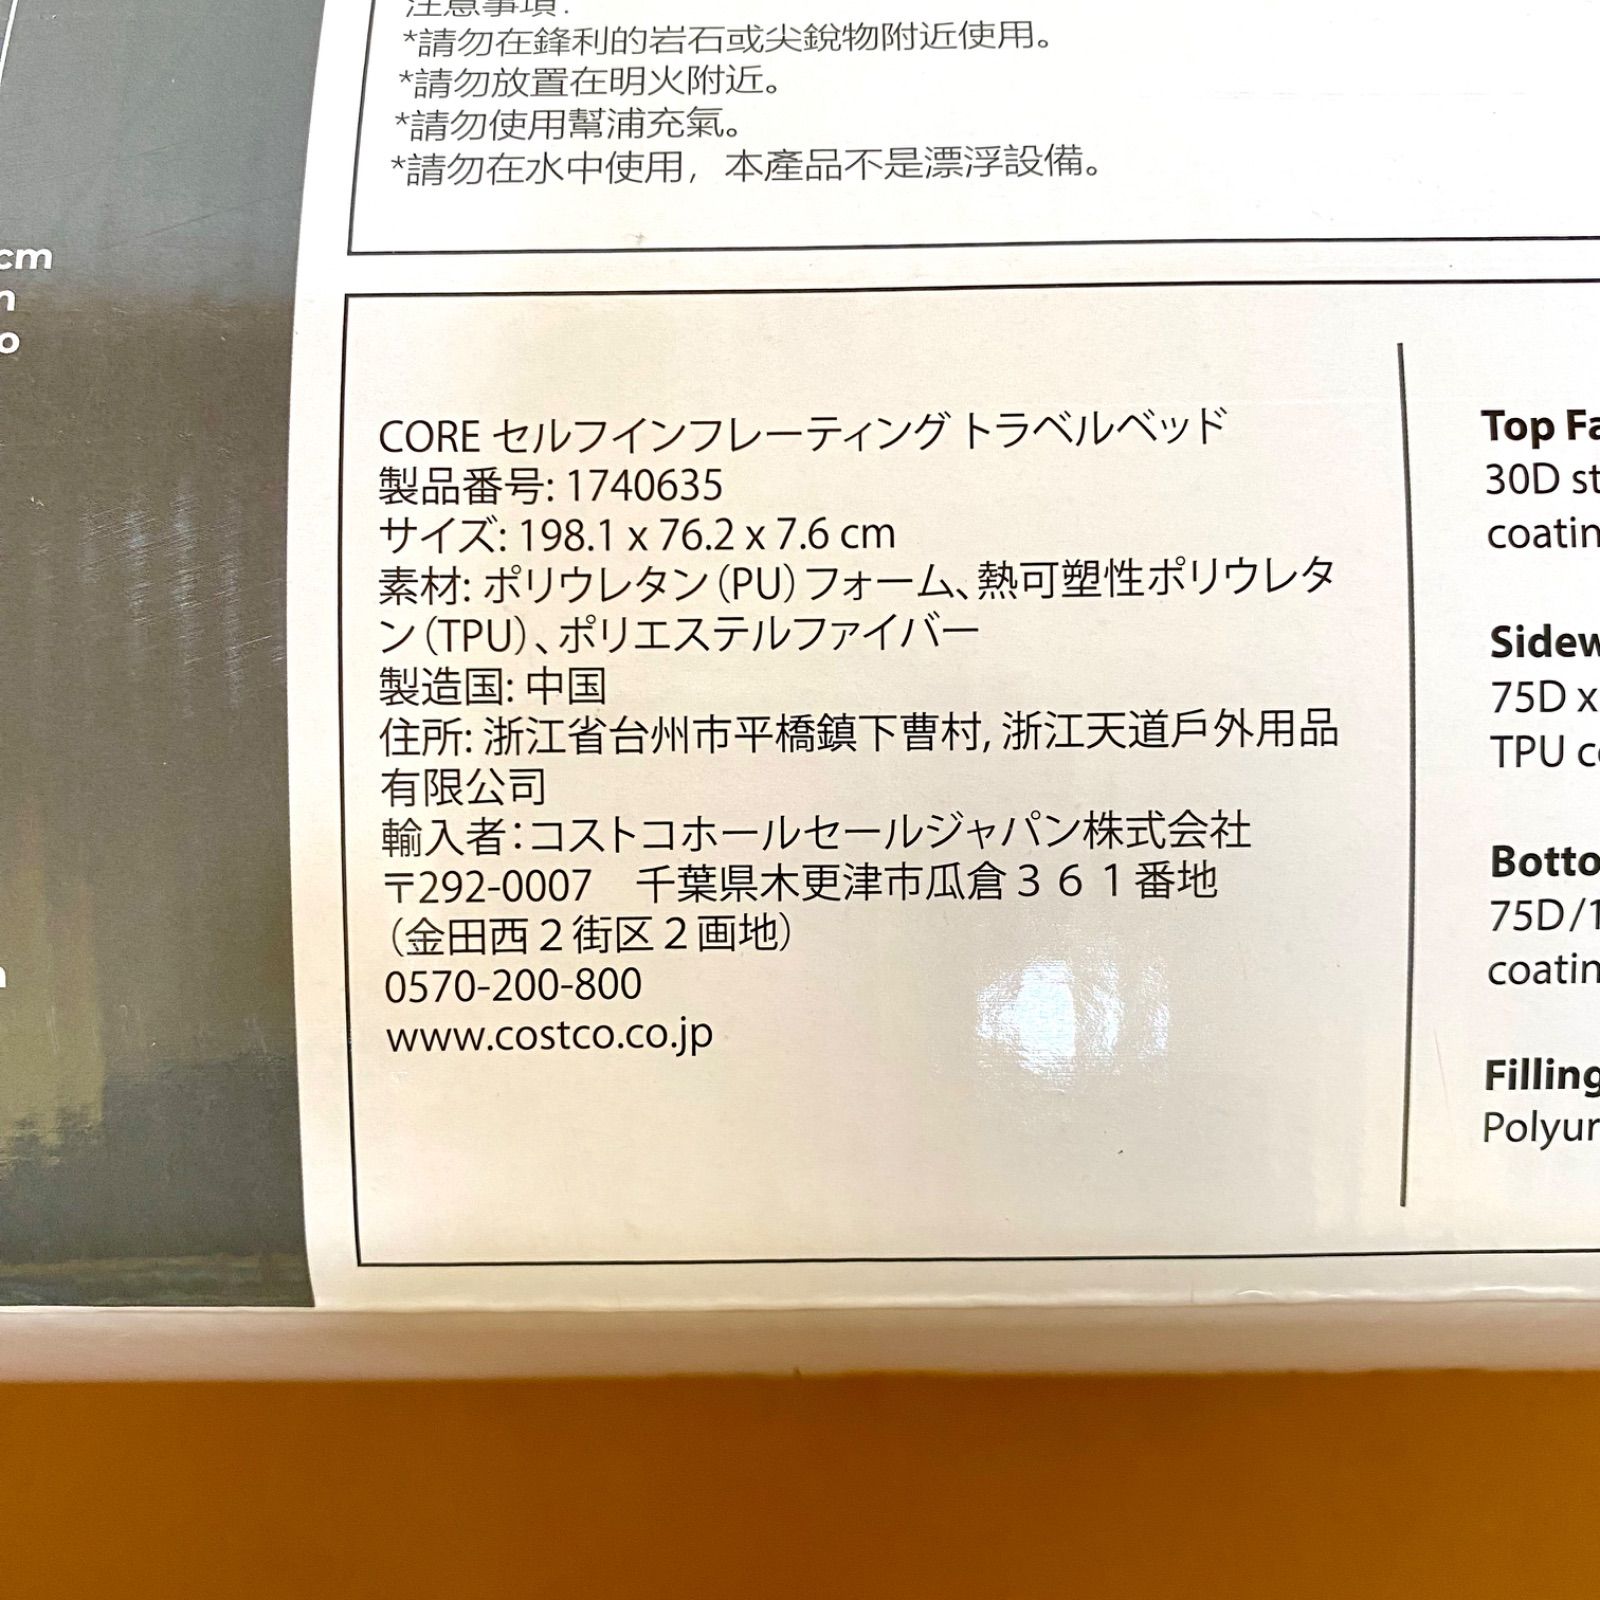 注意事項:
*請勿在鋒利的岩石或尖銳物附近使用。
*請勿放置在明火附近。
*請勿使用幫浦充氣。
*請勿在水中使用，本產品不是漂浮設備。
cm
CORE セルフインフレーティング トラベルベッド
製品番号: 1740635
サイズ: 198.1 x 76.2 x 7.6 cm
素材: ポリウレタン（PU）フォーム、熱可塑性ポリウレタ
ン（TPU）、ポリエステルファイバー
製造国: 中国
住所: 浙江省台州市平橋鎮下曹村, 浙江天道戶外用品
有限公司
輸入者：コストコホールセールジャパン株式会社
〒292-0007　千葉県木更津市瓜倉３６１番地
（金田西２街区２画地）
0570-200-800
www.costco.co.jp
Top
30D
75D x
TPU
75D/1